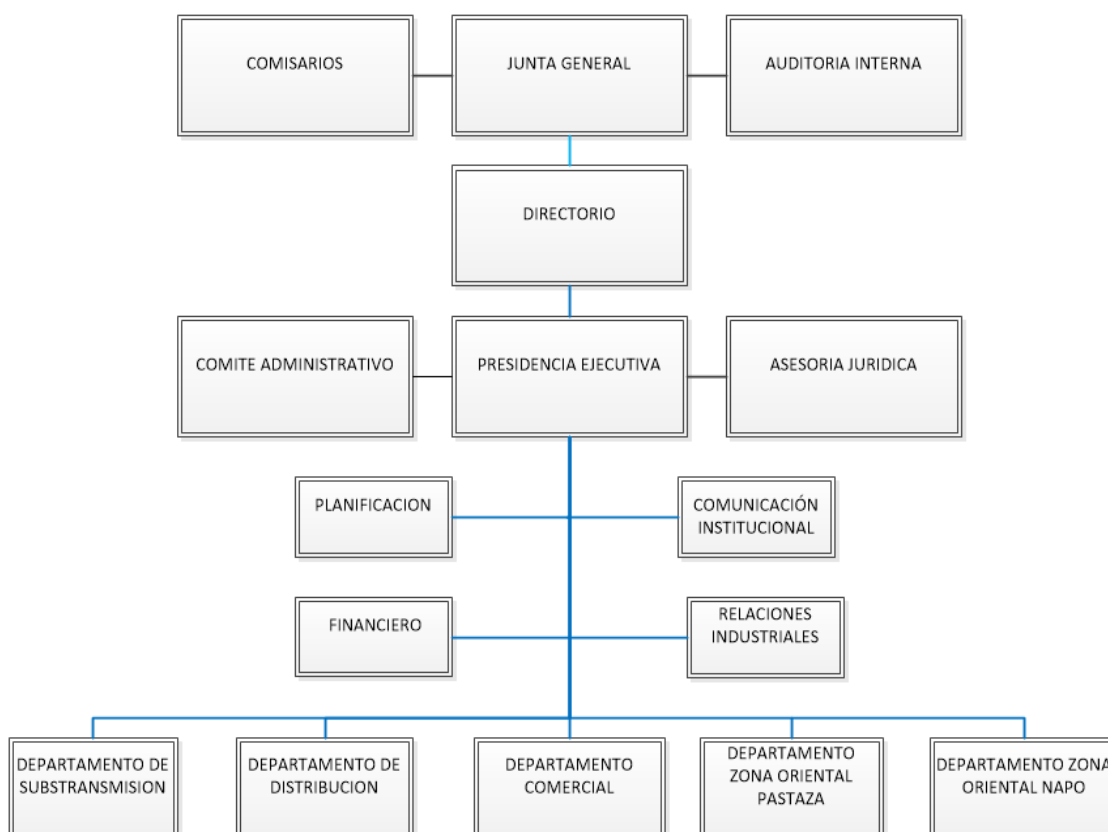 COMISARIOS
JUNTA GENERAL
AUDITORIA INTERNA
DIRECTORIO
COMITE ADMINISTRATIVO
PRESIDENCIA EJECUTIVA
ASESORIA JURIDICA
PLANIFICACION
COMUNICACIÓN
INSTITUCIONAL
FINANCIERO
RELACIONES
INDUSTRIALES
DEPARTAMENTO DE
SUBSTRANSMISION
DEPARTAMENTO DE
DISTRIBUCION
DEPARTAMENTO
COMERCIAL
DEPARTAMENTO
ZONA ORIENTAL
PASTAZA
DEPARTAMENTO ZONA
ORIENTAL NAPO